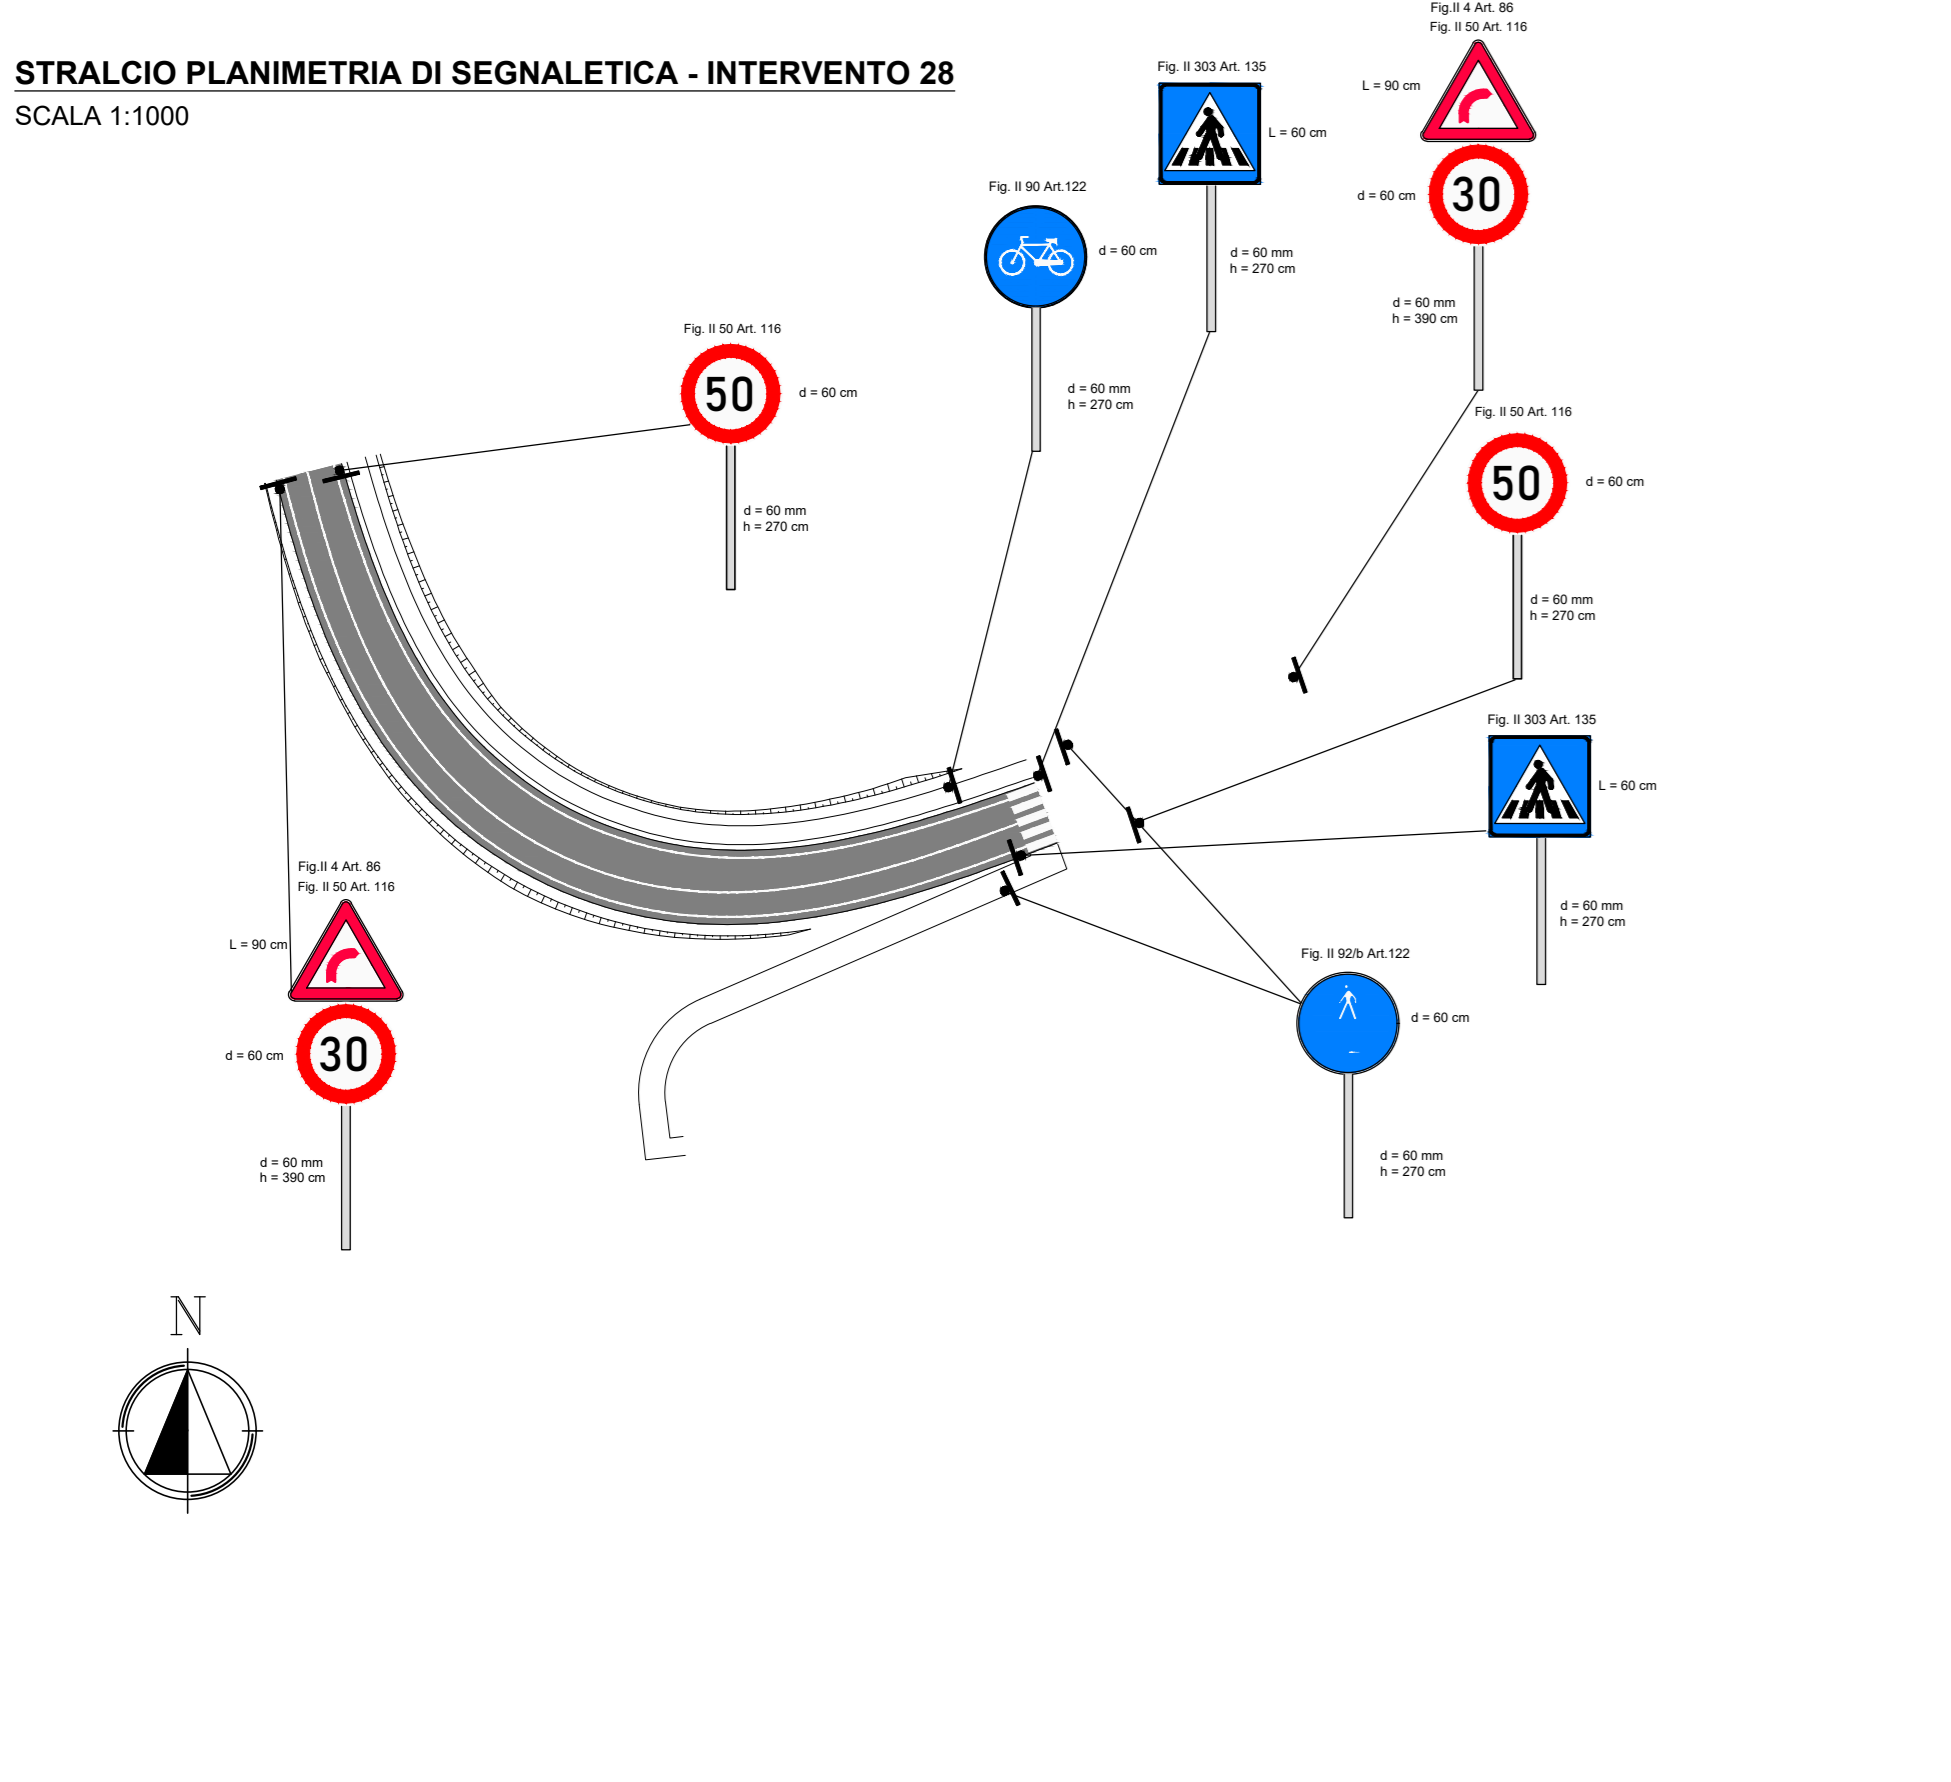 STRALCIO PLANIMETRIA DI SEGNALETICA - INTERVENTO 28
SCALA 1:1000
Fig.II 4 Art. 86
Fig. II 50 Art. 116
L = 90 cm
30
d = 60 cm
d = 60 mm
h = 390 cm
Fig. II 303 Art. 135
L = 60 cm
d = 60 mm
h = 270 cm
Fig. II 90 Art.122
d = 60 cm
d = 60 mm
h = 270 cm
Fig. II 50 Art. 116
50
d = 60 cm
d = 60 mm
h = 270 cm
Fig. II 50 Art. 116
50
d = 60 cm
d = 60 mm
h = 270 cm
Fig. II 303 Art. 135
L = 60 cm
d = 60 mm
h = 270 cm
Fig.II 4 Art. 86
Fig. II 50 Art. 116
L = 90 cm
30
d = 60 cm
d = 60 mm
h = 390 cm
Fig. II 92/b Art.122
d = 60 cm
d = 60 mm
h = 270 cm
N